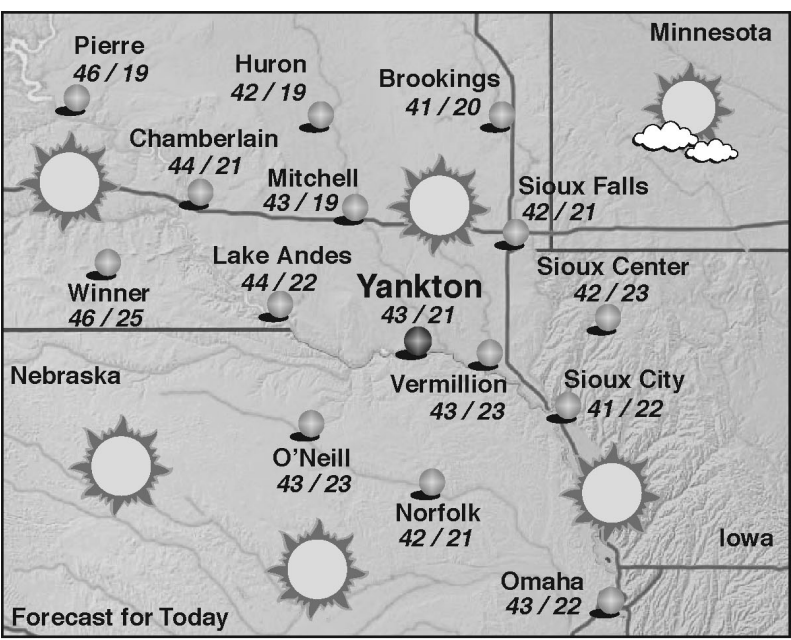 Minnesota
Pierre
46 / 19
Huron
42 / 19
Brookings
41 / 20
Chamberlain
44 / 21
Mitchell
43 / 19
Sioux Falls
42 / 21
Lake Andes
44 / 22
Sioux Center
42 / 23
Winner
46 / 25
Yankton
43 / 21
Nebraska
Vermillion
43 / 23
Sioux City
41 / 22
O'Neill
43 / 23
Norfolk
42 / 21
Iowa
Omaha
43 / 22
Forecast for Today